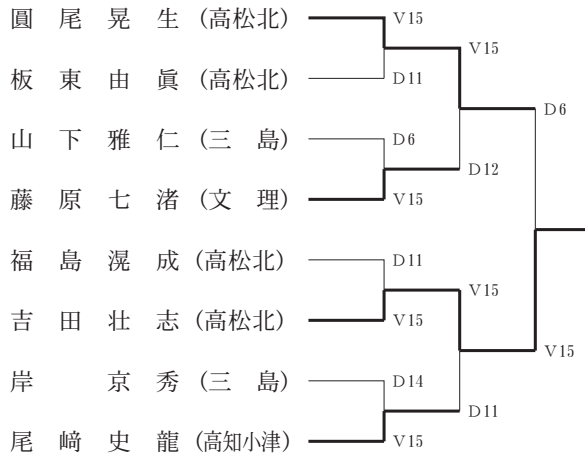 圓尾晃生(高松北)
V15
V15
板東由眞(高松北)
D11
D6
山下雅仁(三島)
D6
D12
藤原七渚(文理)
V15
福島滉成(高松北)
D11
V15
吉田壮志(高松北)
V15
V15
岸京秀(三島)
D14
D11
尾﨑史龍(高知小津)
V15